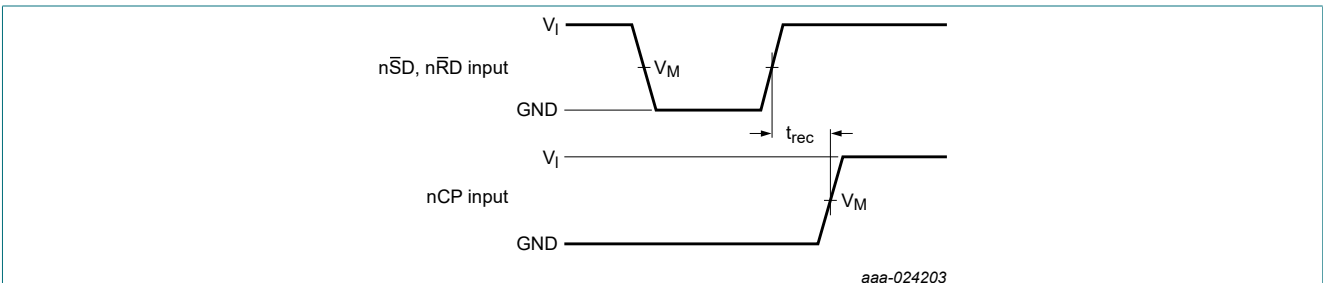 V_I
nS̅D, nR̅D input
V_M
GND
t_rec
V_I
nCP input
V_M
GND
aaa-024203